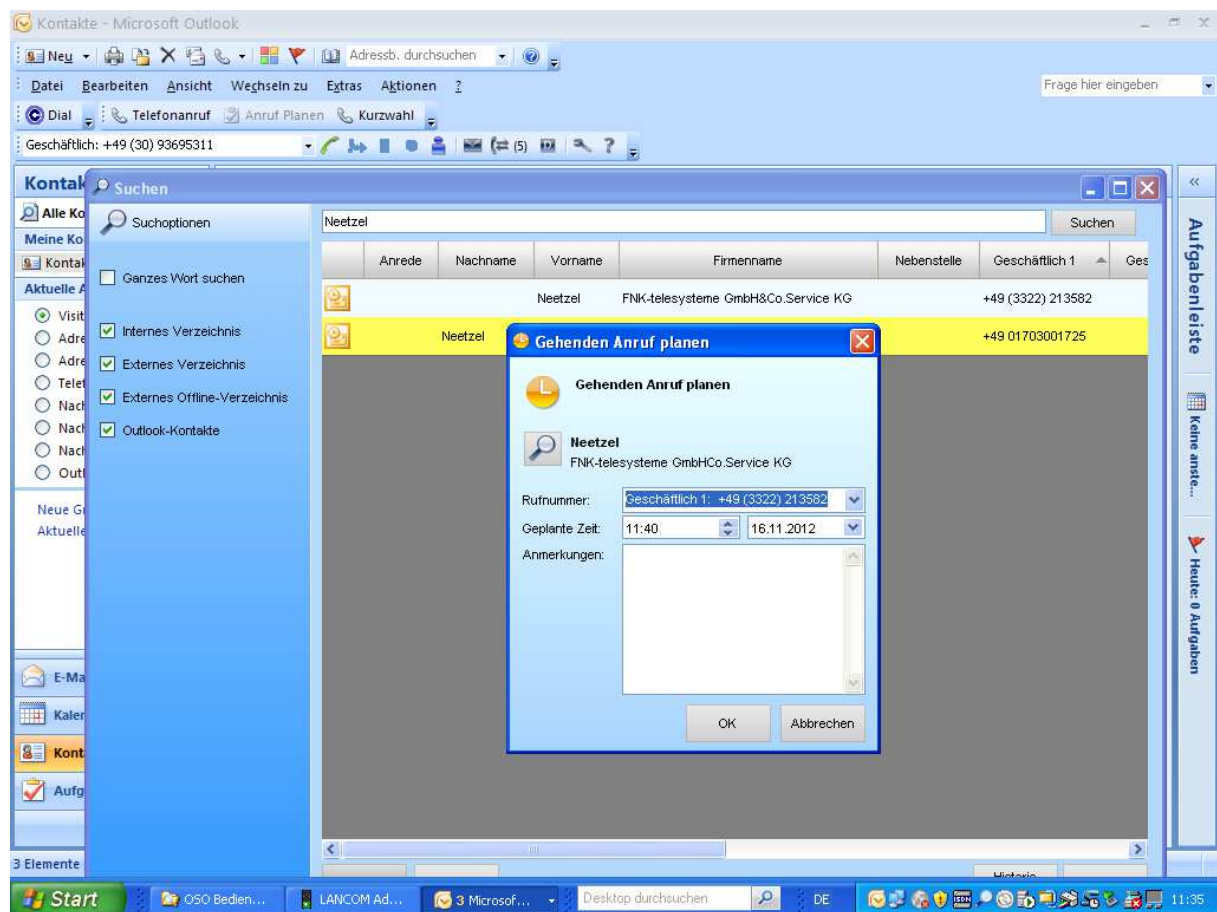 Kontakte - Microsoft Outlook
Neu Adressb. durchsuchen
Datei Bearbeiten Ansicht Wechseln zu Extras Aktionen ? Frage hier eingeben
Dial Telefonanruf Anruf Planen Kurzwahl
Geschäftlich: +49 (30) 93695311 (5) ?
Kontak
Suchen
Alle Ko
Meine Ko
Kontak
Aktuelle A
Visit
Adre
Adre
Telef
Nach
Nach
Nach
Outl
Neue Gr
Aktuelle
E-Ma
Kaler
Kont
Aufg
3 Elemente
Suchoptionen
Ganzes Wort suchen
Internes Verzeichnis
Externes Verzeichnis
Externes Offline-Verzeichnis
Outlook-Kontakte
Neetzel Suchen
Anrede Nachname Vorname Firmenname Nebenstelle Geschäftlich 1 Ges
Neetzel FNK-telesysteme GmbH&Co.Service KG +49 (3322) 213582
Neetzel +49 01703001725
Gehenden Anruf planen
Gehenden Anruf planen
Neetzel
FNK-telesysteme GmbHCo.Service KG
Rufnummer: Geschäftlich 1: +49 (3322) 213582
Geplante Zeit: 11:40 16.11.2012
Anmerkungen:
OK Abbrechen
Historie
«
Aufgabenleiste
Keine anste...
Heute: 0 Aufgaben
Start OSO Bedien... LANCOM Ad... 3 Microsof... Desktop durchsuchen DE 11:35